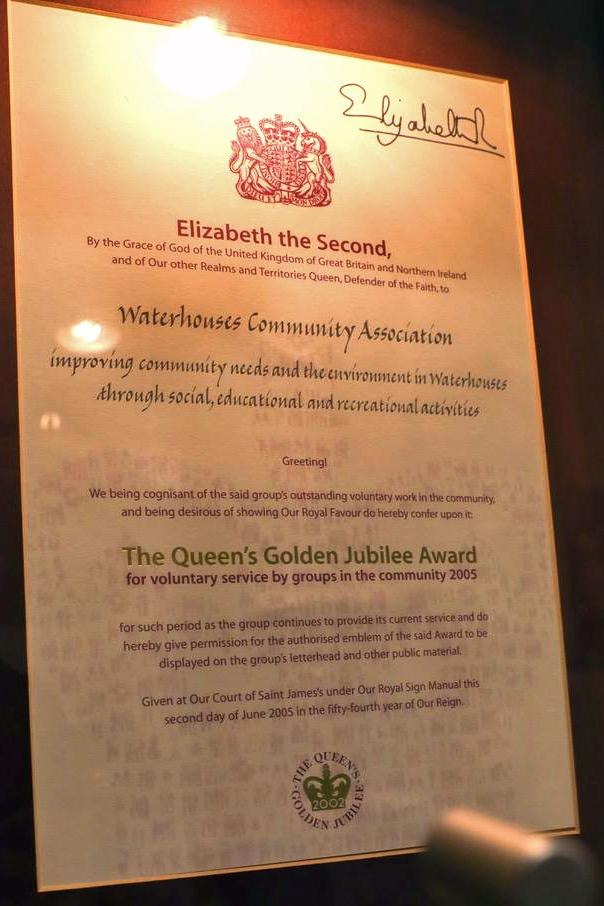 Elizabeth R
Elizabeth the Second,
By the Grace of God of the United Kingdom of Great Britain and Northern Ireland
and of Our other Realms and Territories Queen, Defender of the Faith, to
Waterhouses Community Association
improving community needs and the environment in Waterhouses
through social, educational and recreational activities
Greeting!
We being cognisant of the said group's outstanding voluntary work in the community,
and being desirous of showing Our Royal Favour do hereby confer upon it:
The Queen's Golden Jubilee Award
for voluntary service by groups in the community 2005
for such period as the group continues to provide its current service and do
hereby give permission for the authorised emblem of the said Award to be
displayed on the group's letterhead and other public material.
Given at Our Court of Saint James's under Our Royal Sign Manual this
second day of June 2005 in the fifty-fourth year of Our Reign.
THE QUEEN'S
2002
GOLDEN JUBILEE